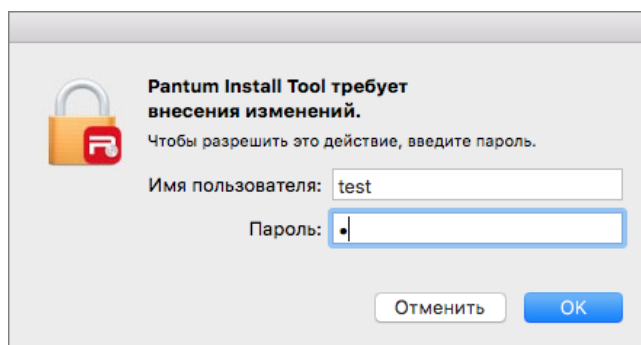 Pantum Install Tool требует
внесения изменений.
Чтобы разрешить это действие, введите пароль.
Имя пользователя: test
Пароль: •
Отменить OK